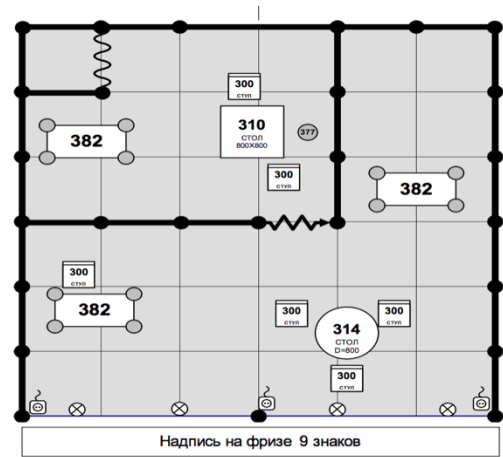 300
СТУЛ
310
СТОЛ
800X800
377
382
300
СТУЛ
382
300
СТУЛ
382
300
СТУЛ
314
СТОЛ
D=800
300
СТУЛ
300
СТУЛ
Надпись на фризе 9 знаков